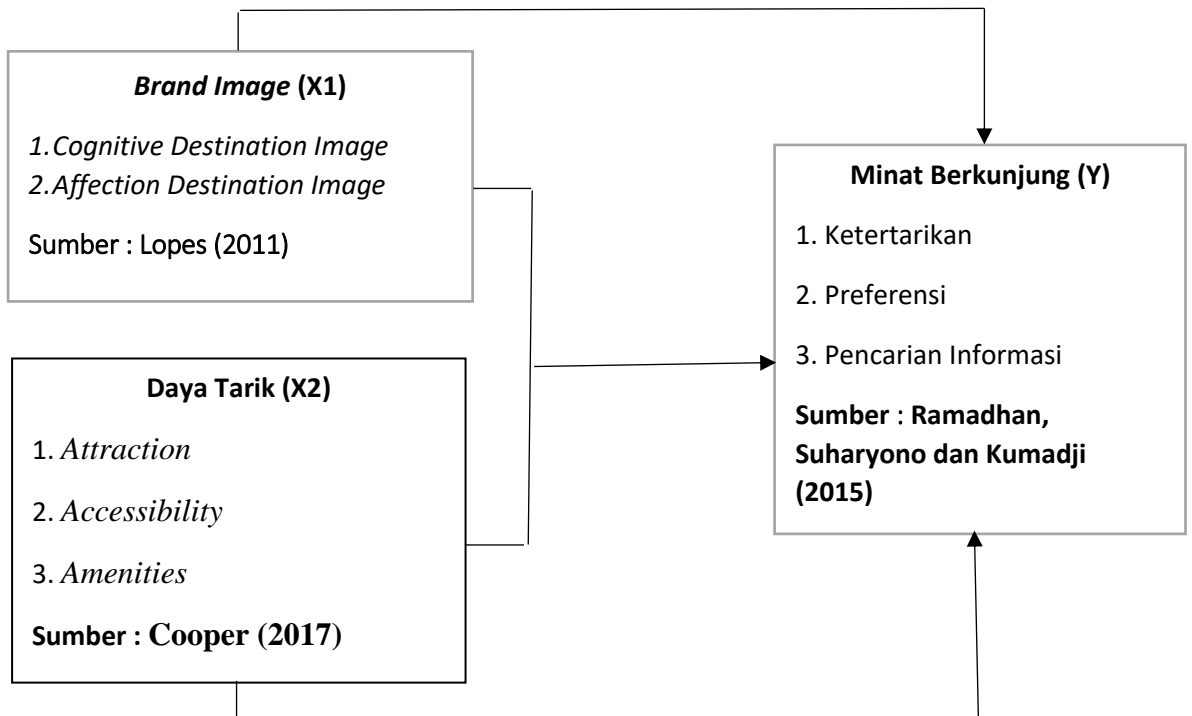 Brand Image (X1)
1.Cognitive Destination Image
2.Affection Destination Image
Sumber : Lopes (2011)
Minat Berkunjung (Y)
1. Ketertarikan
2. Preferensi
3. Pencarian Informasi
Sumber : Ramadhan,
Suharyono dan Kumadji
(2015)
Daya Tarik (X2)
1. Attraction
2. Accessibility
3. Amenities
Sumber : Cooper (2017)